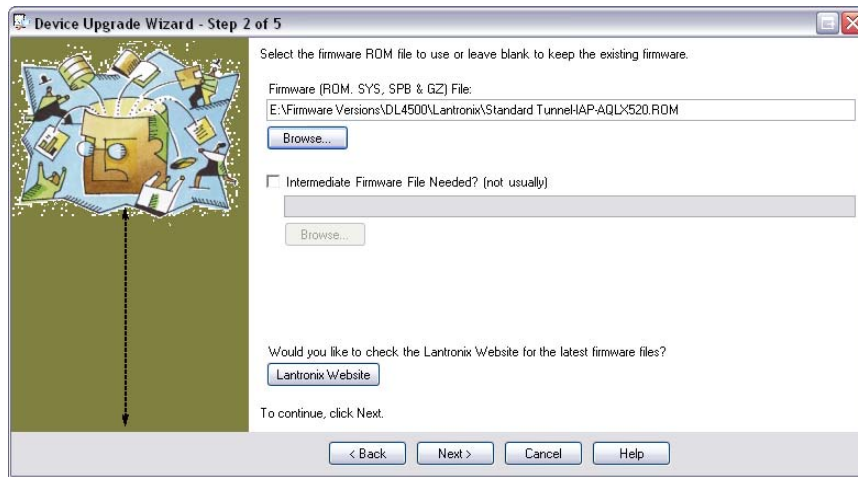 Device Upgrade Wizard - Step 2 of 5
Select the firmware ROM file to use or leave blank to keep the existing firmware.
Firmware (ROM. SYS, SPB & GZ) File:
E:\Firmware Versions\DL4500\Lantronix\Standard Tunnel-IAP-AQLX520.ROM
Browse...
Intermediate Firmware File Needed? (not usually)
Browse...
Would you like to check the Lantronix Website for the latest firmware files?
Lantronix Website
To continue, click Next.
< Back
Next >
Cancel
Help